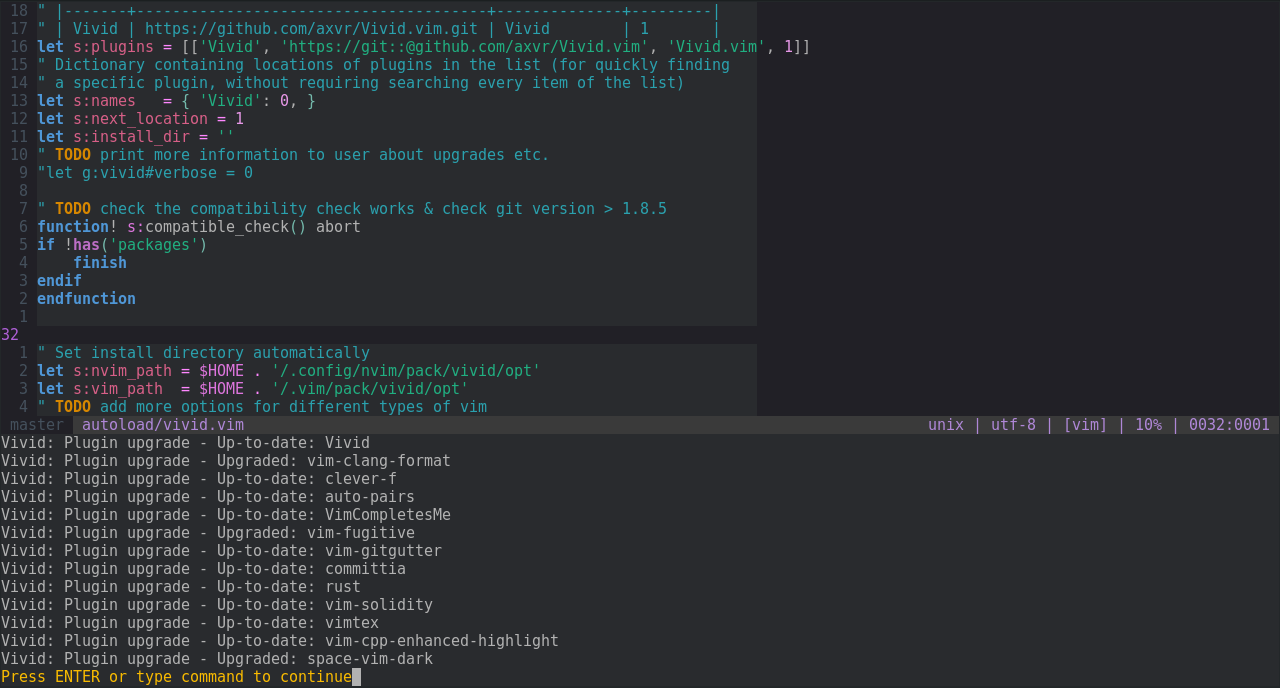 18 " |-------+---------------------------------------+--------------+---------|
17 " | Vivid | https://github.com/axvr/Vivid.vim.git | Vivid        | 1       |
16 let s:plugins = [['Vivid', 'https://git::@github.com/axvr/Vivid.vim', 'Vivid.vim', 1]]
15 " Dictionary containing locations of plugins in the list (for quickly finding
14 " a specific plugin, without requiring searching every item of the list)
13 let s:names   = { 'Vivid': 0, }
12 let s:next_location = 1
11 let s:install_dir = ''
10 " TODO print more information to user about upgrades etc.
9 "let g:vivid#verbose = 0
8
7 " TODO check the compatibility check works & check git version > 1.8.5
6 function! s:compatible_check() abort
5 if !has('packages')
4     finish
3 endif
2 endfunction
1
32
1 " Set install directory automatically
2 let s:nvim_path = $HOME . '/.config/nvim/pack/vivid/opt'
3 let s:vim_path  = $HOME . '/.vim/pack/vivid/opt'
4 " TODO add more options for different types of vim
master autoload/vivid.vim unix | utf-8 | [vim] | 10% | 0032:0001
Vivid: Plugin upgrade - Up-to-date: Vivid
Vivid: Plugin upgrade - Upgraded: vim-clang-format
Vivid: Plugin upgrade - Up-to-date: clever-f
Vivid: Plugin upgrade - Up-to-date: auto-pairs
Vivid: Plugin upgrade - Up-to-date: VimCompletesMe
Vivid: Plugin upgrade - Upgraded: vim-fugitive
Vivid: Plugin upgrade - Up-to-date: vim-gitgutter
Vivid: Plugin upgrade - Up-to-date: committia
Vivid: Plugin upgrade - Up-to-date: rust
Vivid: Plugin upgrade - Up-to-date: vim-solidity
Vivid: Plugin upgrade - Up-to-date: vimtex
Vivid: Plugin upgrade - Up-to-date: vim-cpp-enhanced-highlight
Vivid: Plugin upgrade - Upgraded: space-vim-dark
Press ENTER or type command to continue